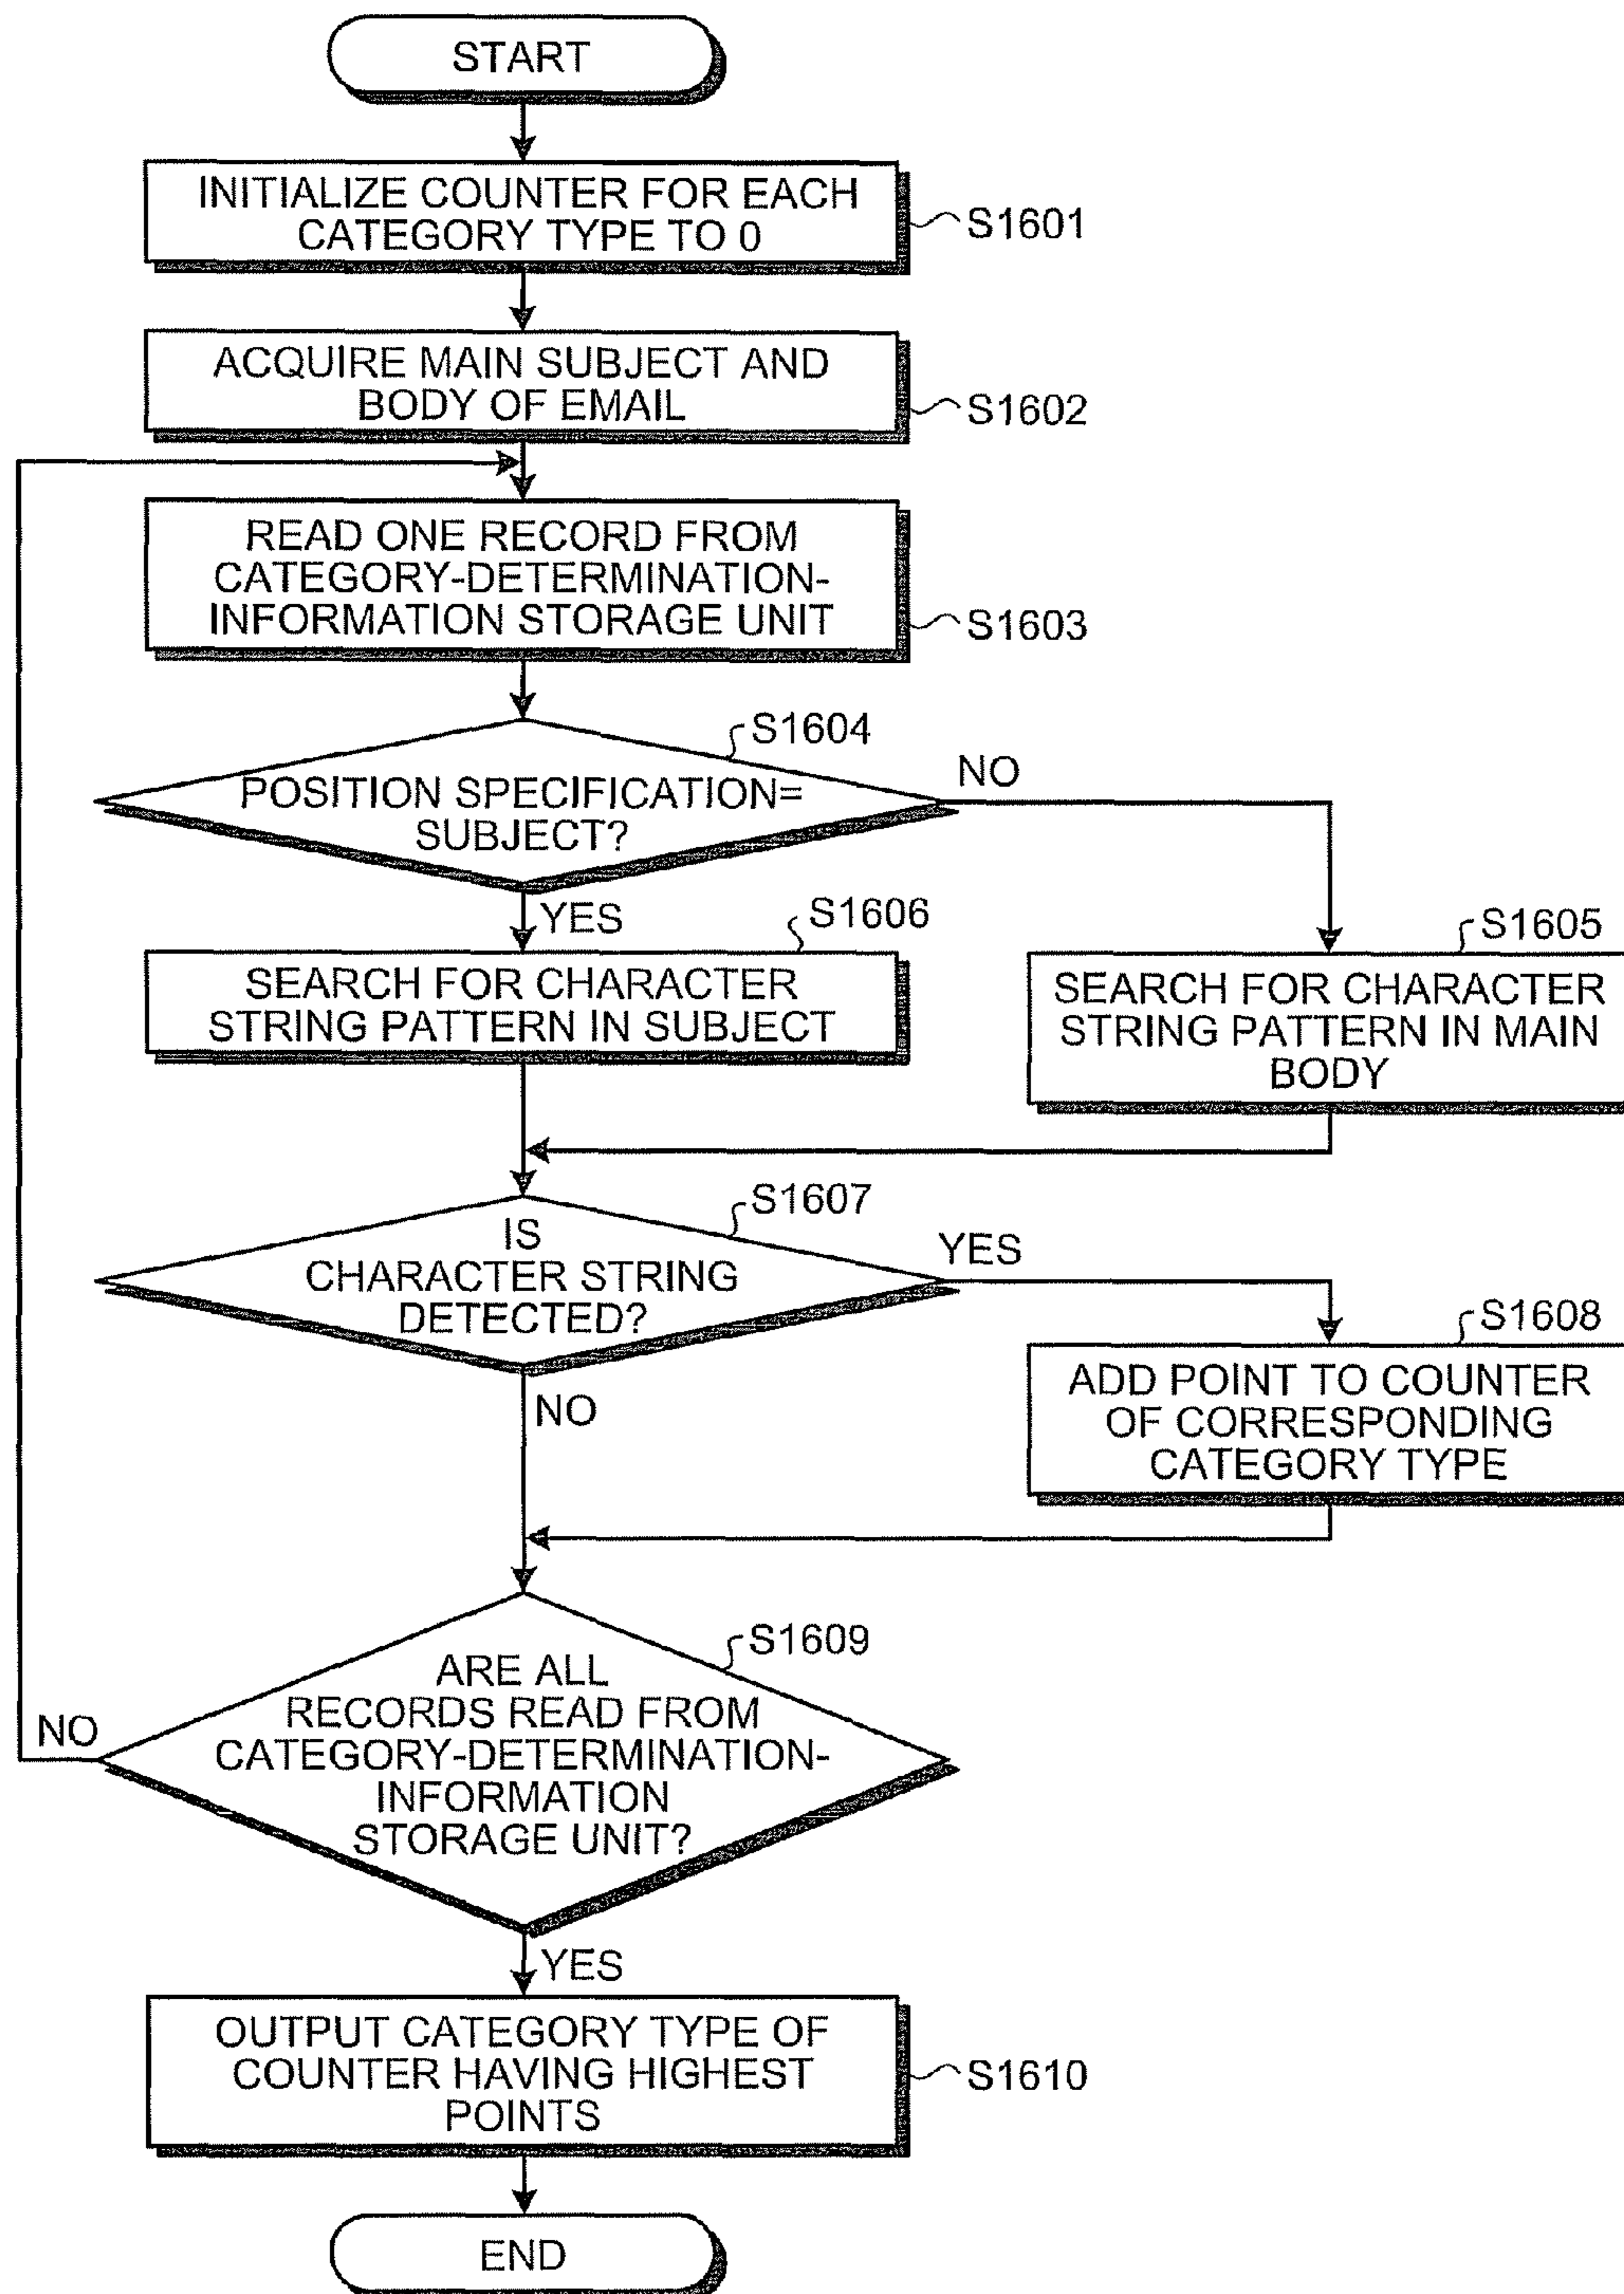 START
INITIALIZE COUNTER FOR EACH
CATEGORY TYPE TO 0
S1601
ACQUIRE MAIN SUBJECT AND
BODY OF EMAIL
S1602
READ ONE RECORD FROM
CATEGORY-DETERMINATION-
INFORMATION STORAGE UNIT
S1603
S1604
POSITION SPECIFICATION=
SUBJECT?
NO
YES
S1606
SEARCH FOR CHARACTER
STRING PATTERN IN SUBJECT
S1605
SEARCH FOR CHARACTER
STRING PATTERN IN MAIN
BODY
S1607
IS
CHARACTER STRING
DETECTED?
YES
NO
S1608
ADD POINT TO COUNTER
OF CORRESPONDING
CATEGORY TYPE
S1609
ARE ALL
RECORDS READ FROM
CATEGORY-DETERMINATION-
INFORMATION
STORAGE UNIT?
NO
YES
OUTPUT CATEGORY TYPE OF
COUNTER HAVING HIGHEST
POINTS
S1610
END